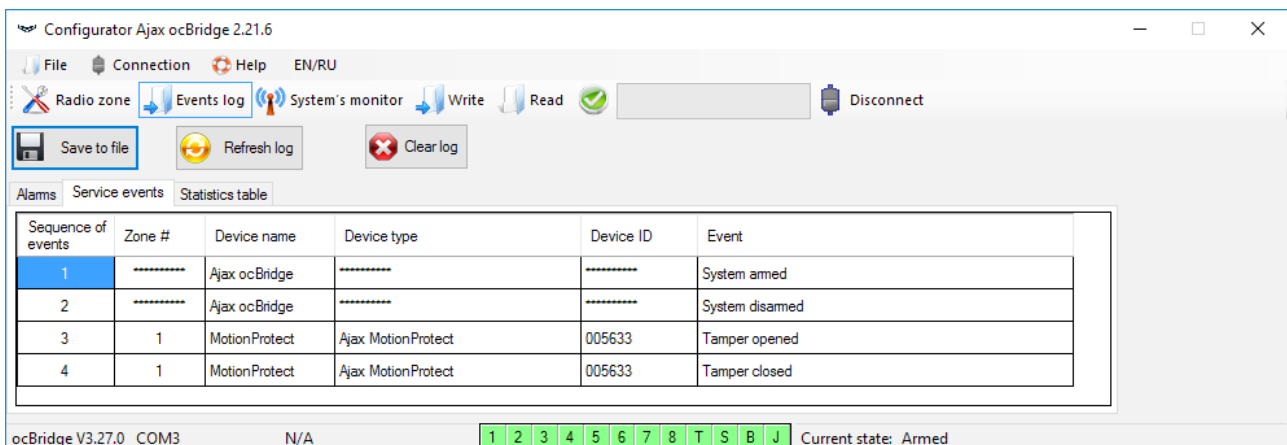 Configurator Ajax ocBridge 2.21.6
File Connection Help EN/RU
Radio zone Events log System's monitor Write Read Disconnect
Save to file Refresh log Clear log
Alarms Service events Statistics table
Sequence of events Zone # Device name Device type Device ID Event
1 ********** Ajax ocBridge ********** ********** System armed
2 ********** Ajax ocBridge ********** ********** System disarmed
3 1 MotionProtect Ajax MotionProtect 005633 Tamper opened
4 1 MotionProtect Ajax MotionProtect 005633 Tamper closed
ocBridge V3.27.0 COM3 N/A 1 2 3 4 5 6 7 8 T S B J Current state: Armed